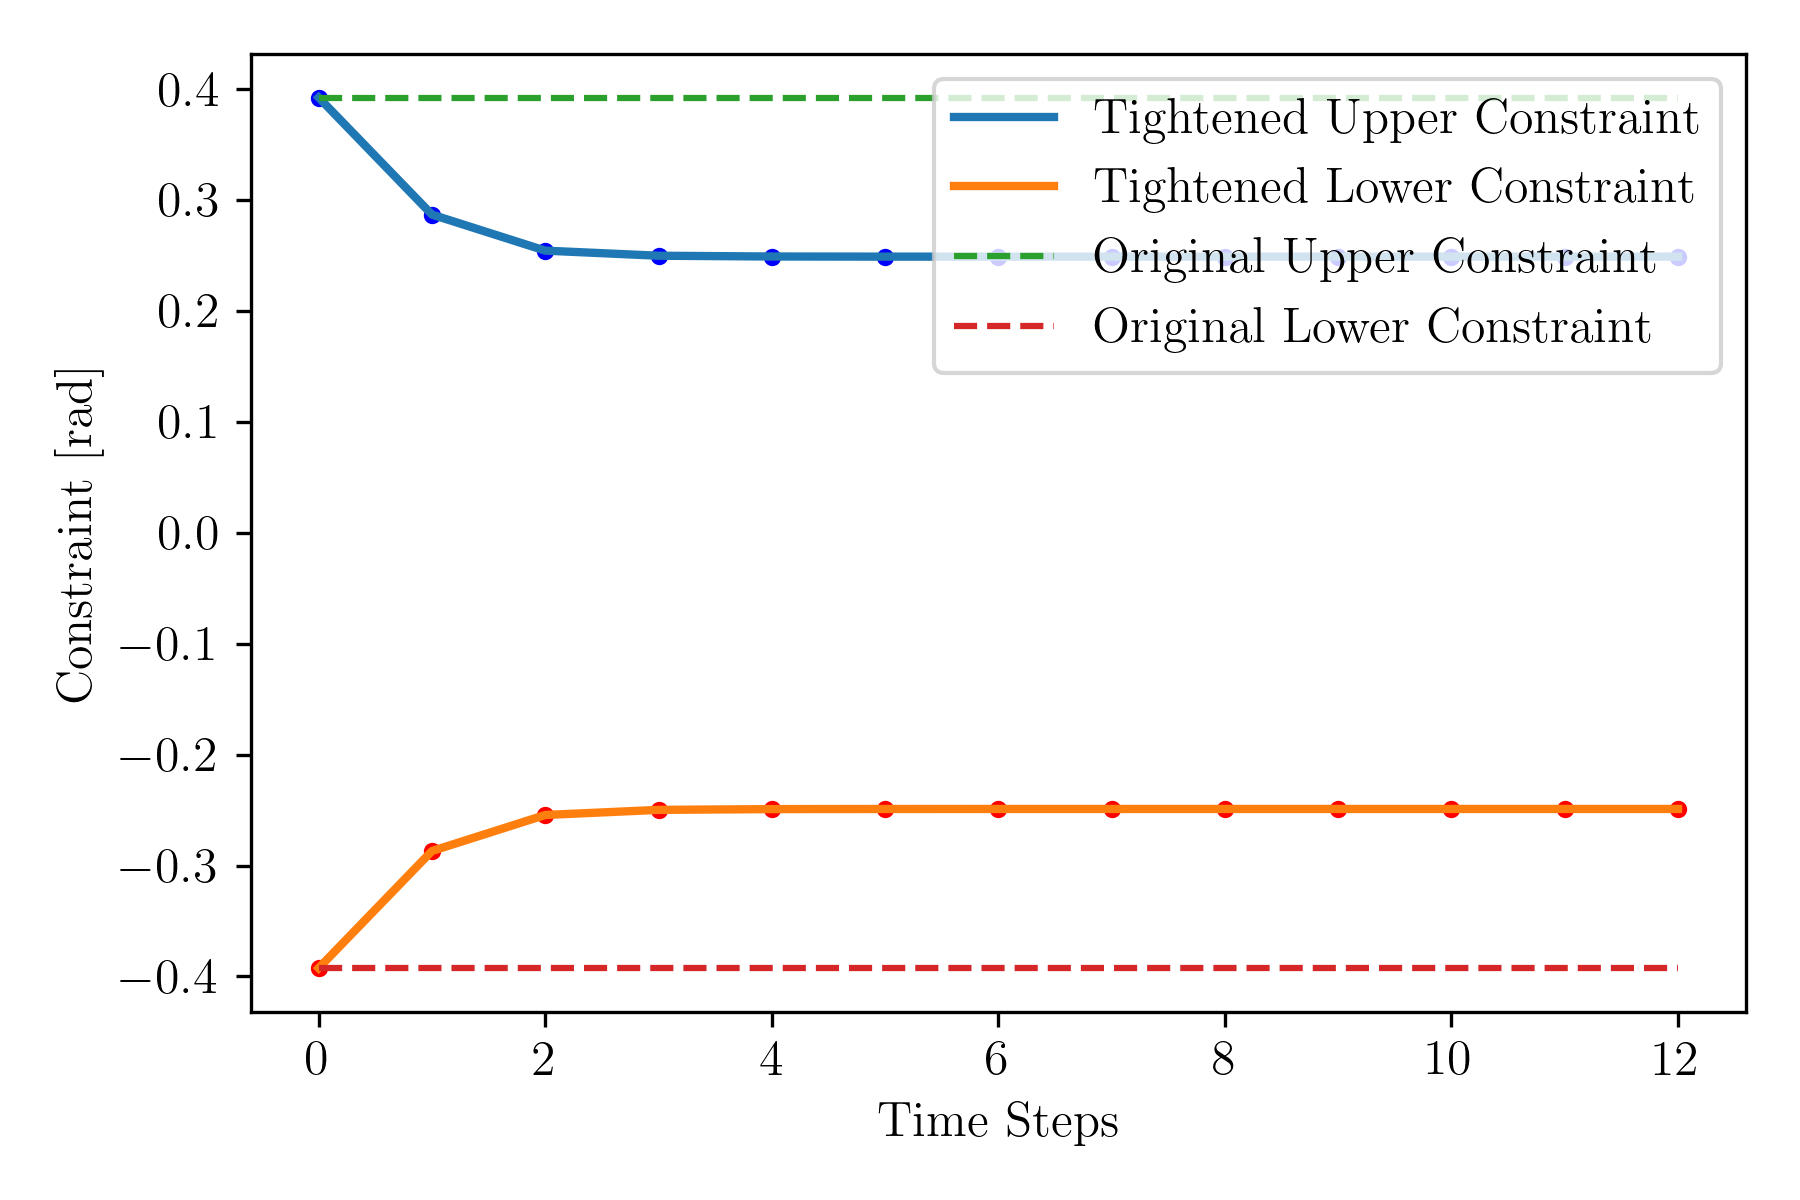 0.4
0.3
0.2
0.1
0.0
−0.1
−0.2
−0.3
−0.4
Constraint [rad]
Tightened Upper Constraint
Tightened Lower Constraint
Original Upper Constraint
Original Lower Constraint
0 2 4 6 8 10 12
Time Steps